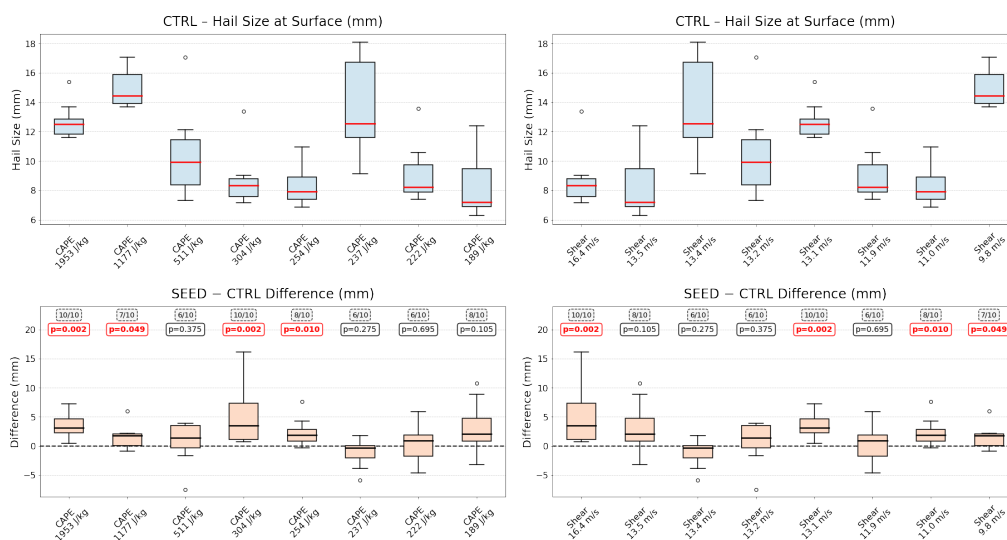 CTRL – Hail Size at Surface (mm)
Hail Size (mm)
18
16
14
12
10
8
6
CAPE
1953 J/kg
CAPE
1177 J/kg
CAPE
511 J/kg
CAPE
304 J/kg
CAPE
254 J/kg
CAPE
237 J/kg
CAPE
222 J/kg
CAPE
189 J/kg
CTRL – Hail Size at Surface (mm)
Hail Size (mm)
18
16
14
12
10
8
6
Shear
16.4 m/s
Shear
13.5 m/s
Shear
13.4 m/s
Shear
13.2 m/s
Shear
13.1 m/s
Shear
11.9 m/s
Shear
11.0 m/s
Shear
9.8 m/s
SEED − CTRL Difference (mm)
Difference (mm)
10/10 7/10 6/10 10/10 8/10 6/10 6/10 8/10
p=0.002 p=0.049 p=0.375 p=0.002 p=0.010 p=0.275 p=0.695 p=0.105
20
15
10
5
0
−5
CAPE
1953 J/kg
CAPE
1177 J/kg
CAPE
511 J/kg
CAPE
304 J/kg
CAPE
254 J/kg
CAPE
237 J/kg
CAPE
222 J/kg
CAPE
189 J/kg
SEED − CTRL Difference (mm)
Difference (mm)
10/10 8/10 6/10 6/10 10/10 6/10 8/10 7/10
p=0.002 p=0.105 p=0.275 p=0.375 p=0.002 p=0.695 p=0.010 p=0.049
20
15
10
5
0
−5
Shear
16.4 m/s
Shear
13.5 m/s
Shear
13.4 m/s
Shear
13.2 m/s
Shear
13.1 m/s
Shear
11.9 m/s
Shear
11.0 m/s
Shear
9.8 m/s